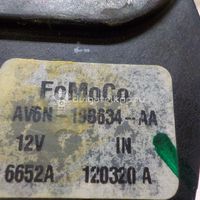 FoMoCo
AV6N-19B634-AA
12V IN
6652A 120320 A